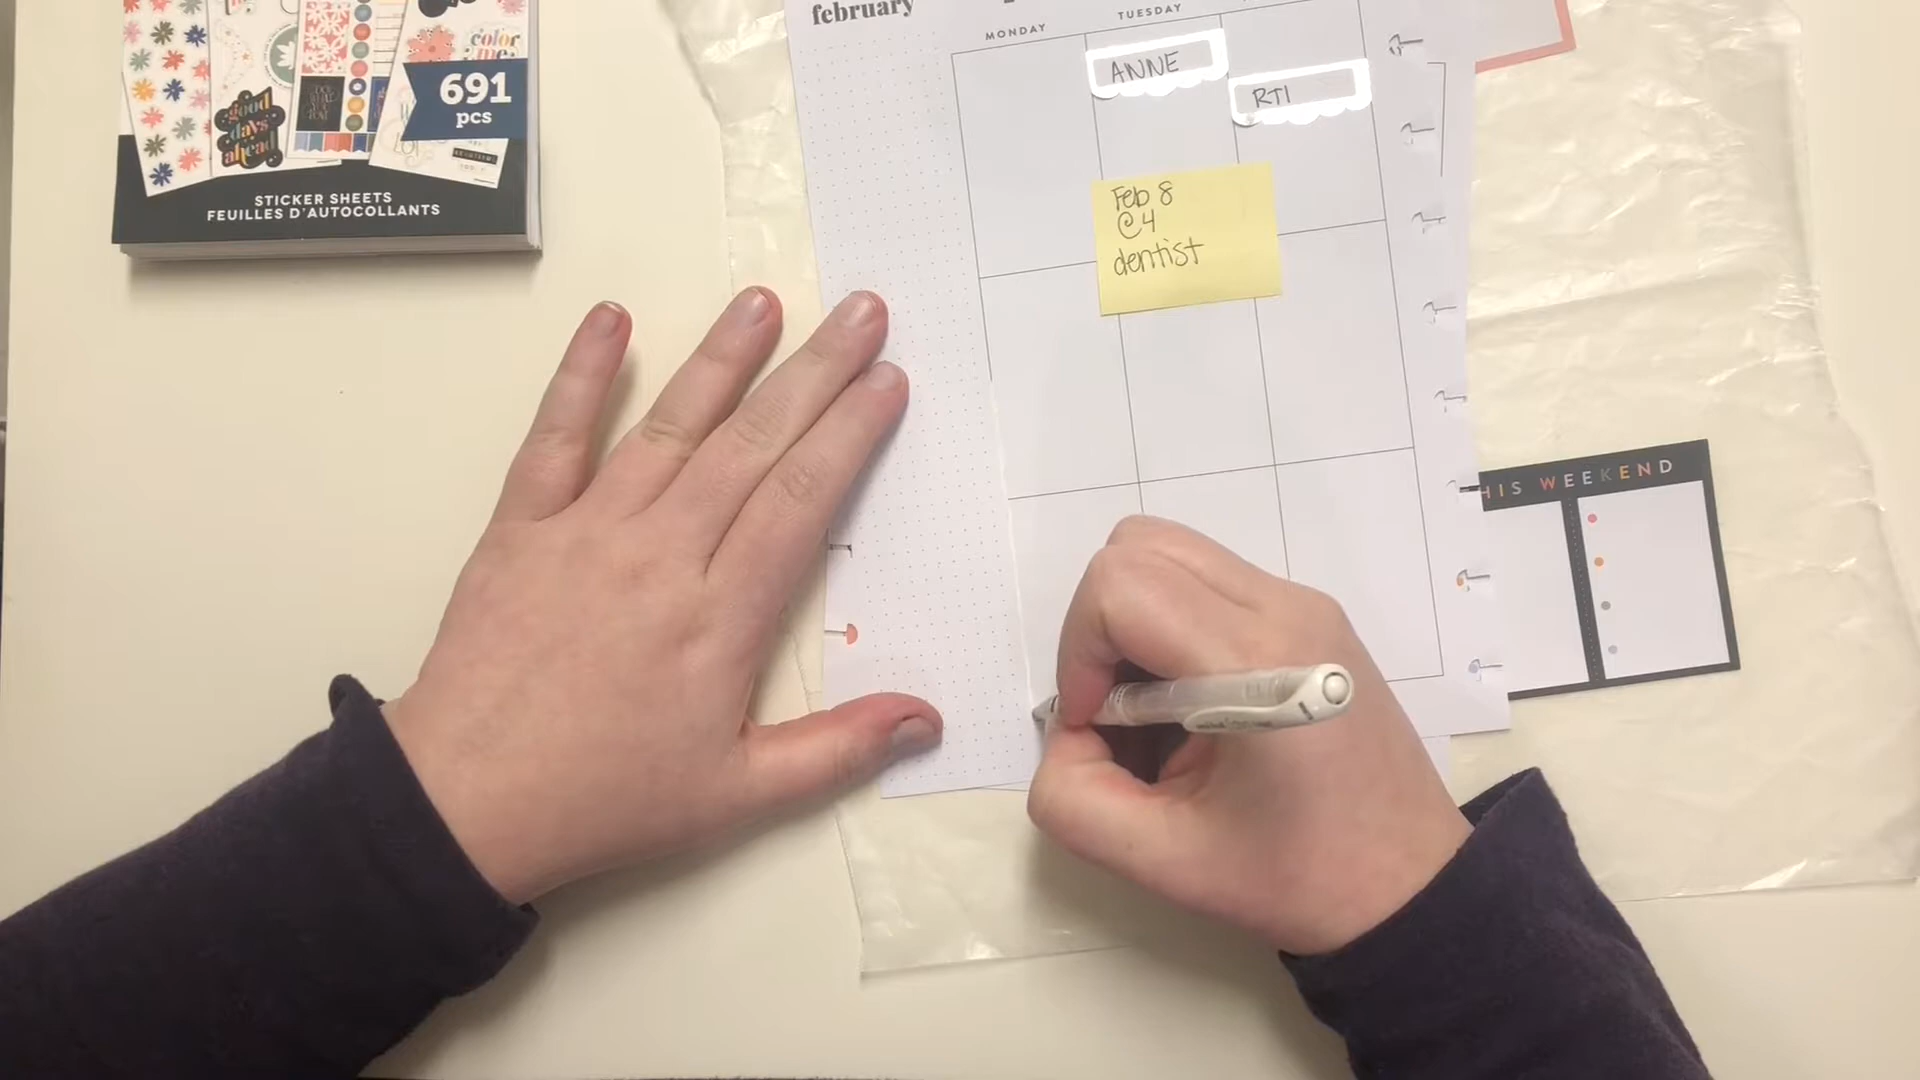 good
days
ahead
color
me
691
pcs
STICKER SHEETS
FEUILLES D'AUTOCOLLANTS
february
MONDAY
TUESDAY
ANNE
RTI
Feb 8
@4
dentist
HIS WEEKEND